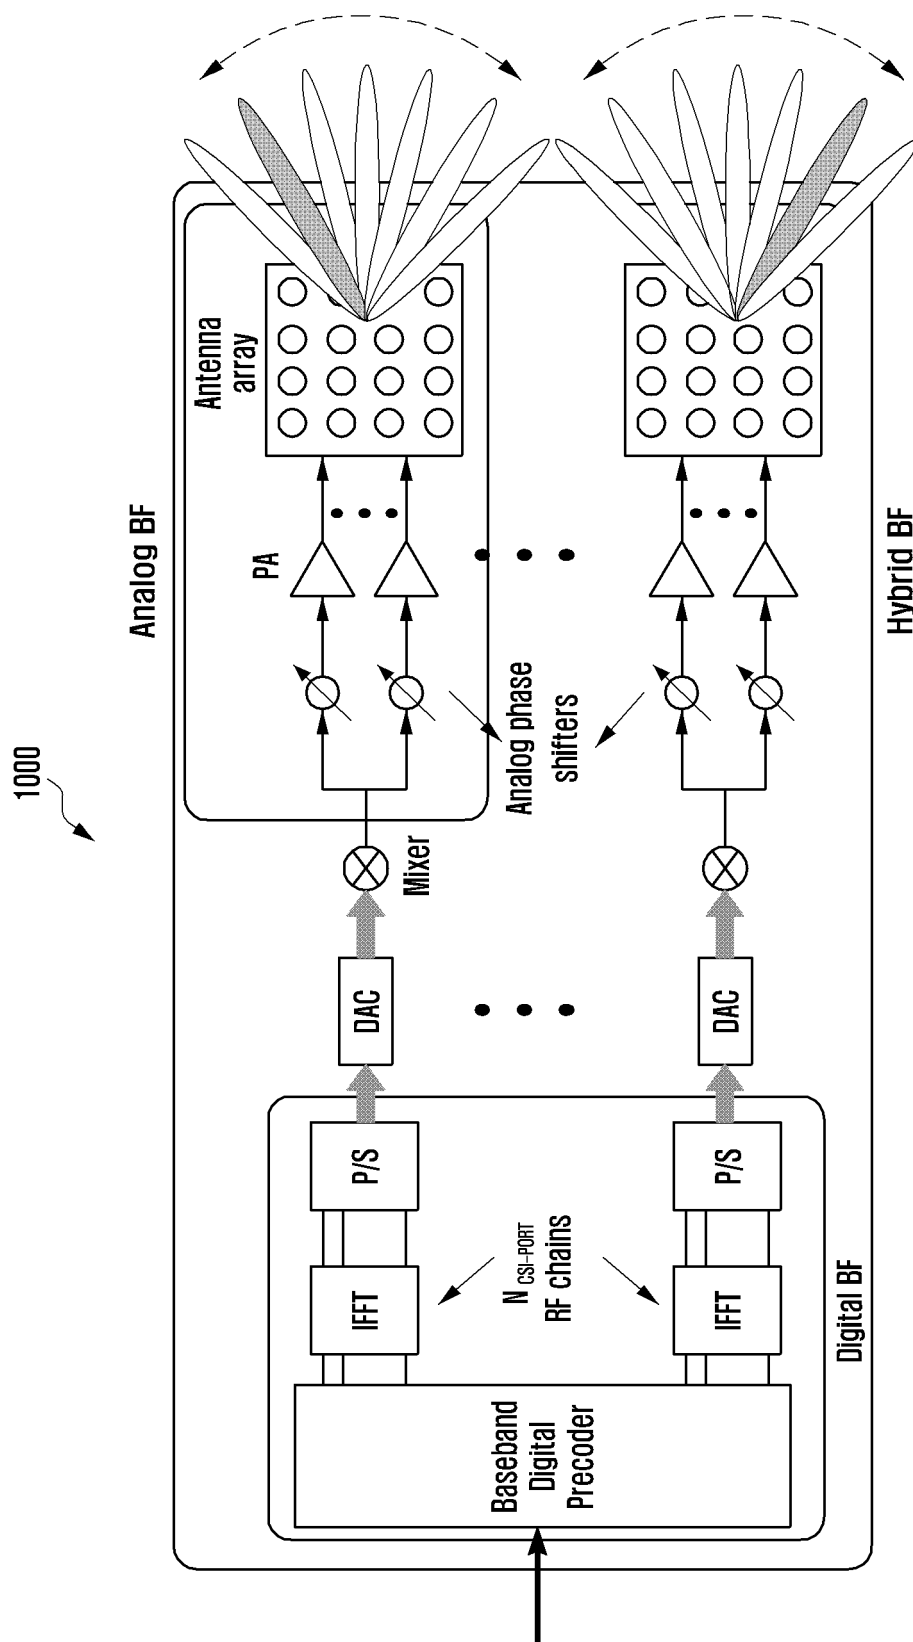 1000
Analog BF
Antenna
array
PA
Analog phase
shifters
Mixer
DAC
DAC
P/S
P/S
IFFT
IFFT
N CSI-PORT
RF chains
Baseband
Digital
Precoder
Digital BF
Hybrid BF